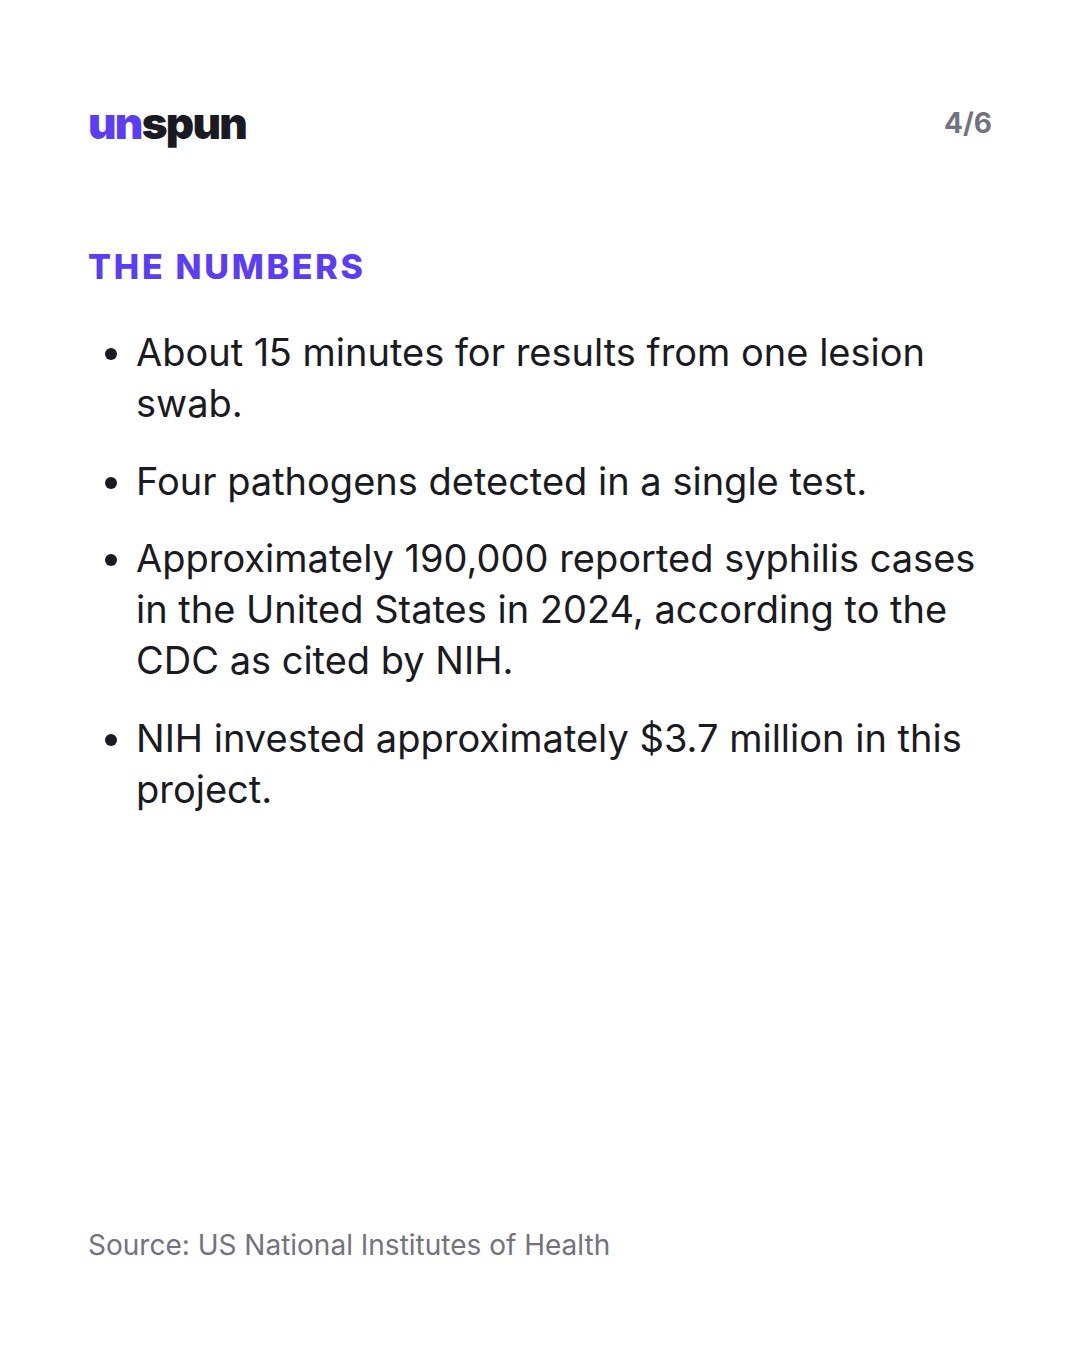 unspun
4/6
THE NUMBERS
• About 15 minutes for results from one lesion
swab.
• Four pathogens detected in a single test.
• Approximately 190,000 reported syphilis cases
in the United States in 2024, according to the
CDC as cited by NIH.
• NIH invested approximately $3.7 million in this
project.
Source: US National Institutes of Health